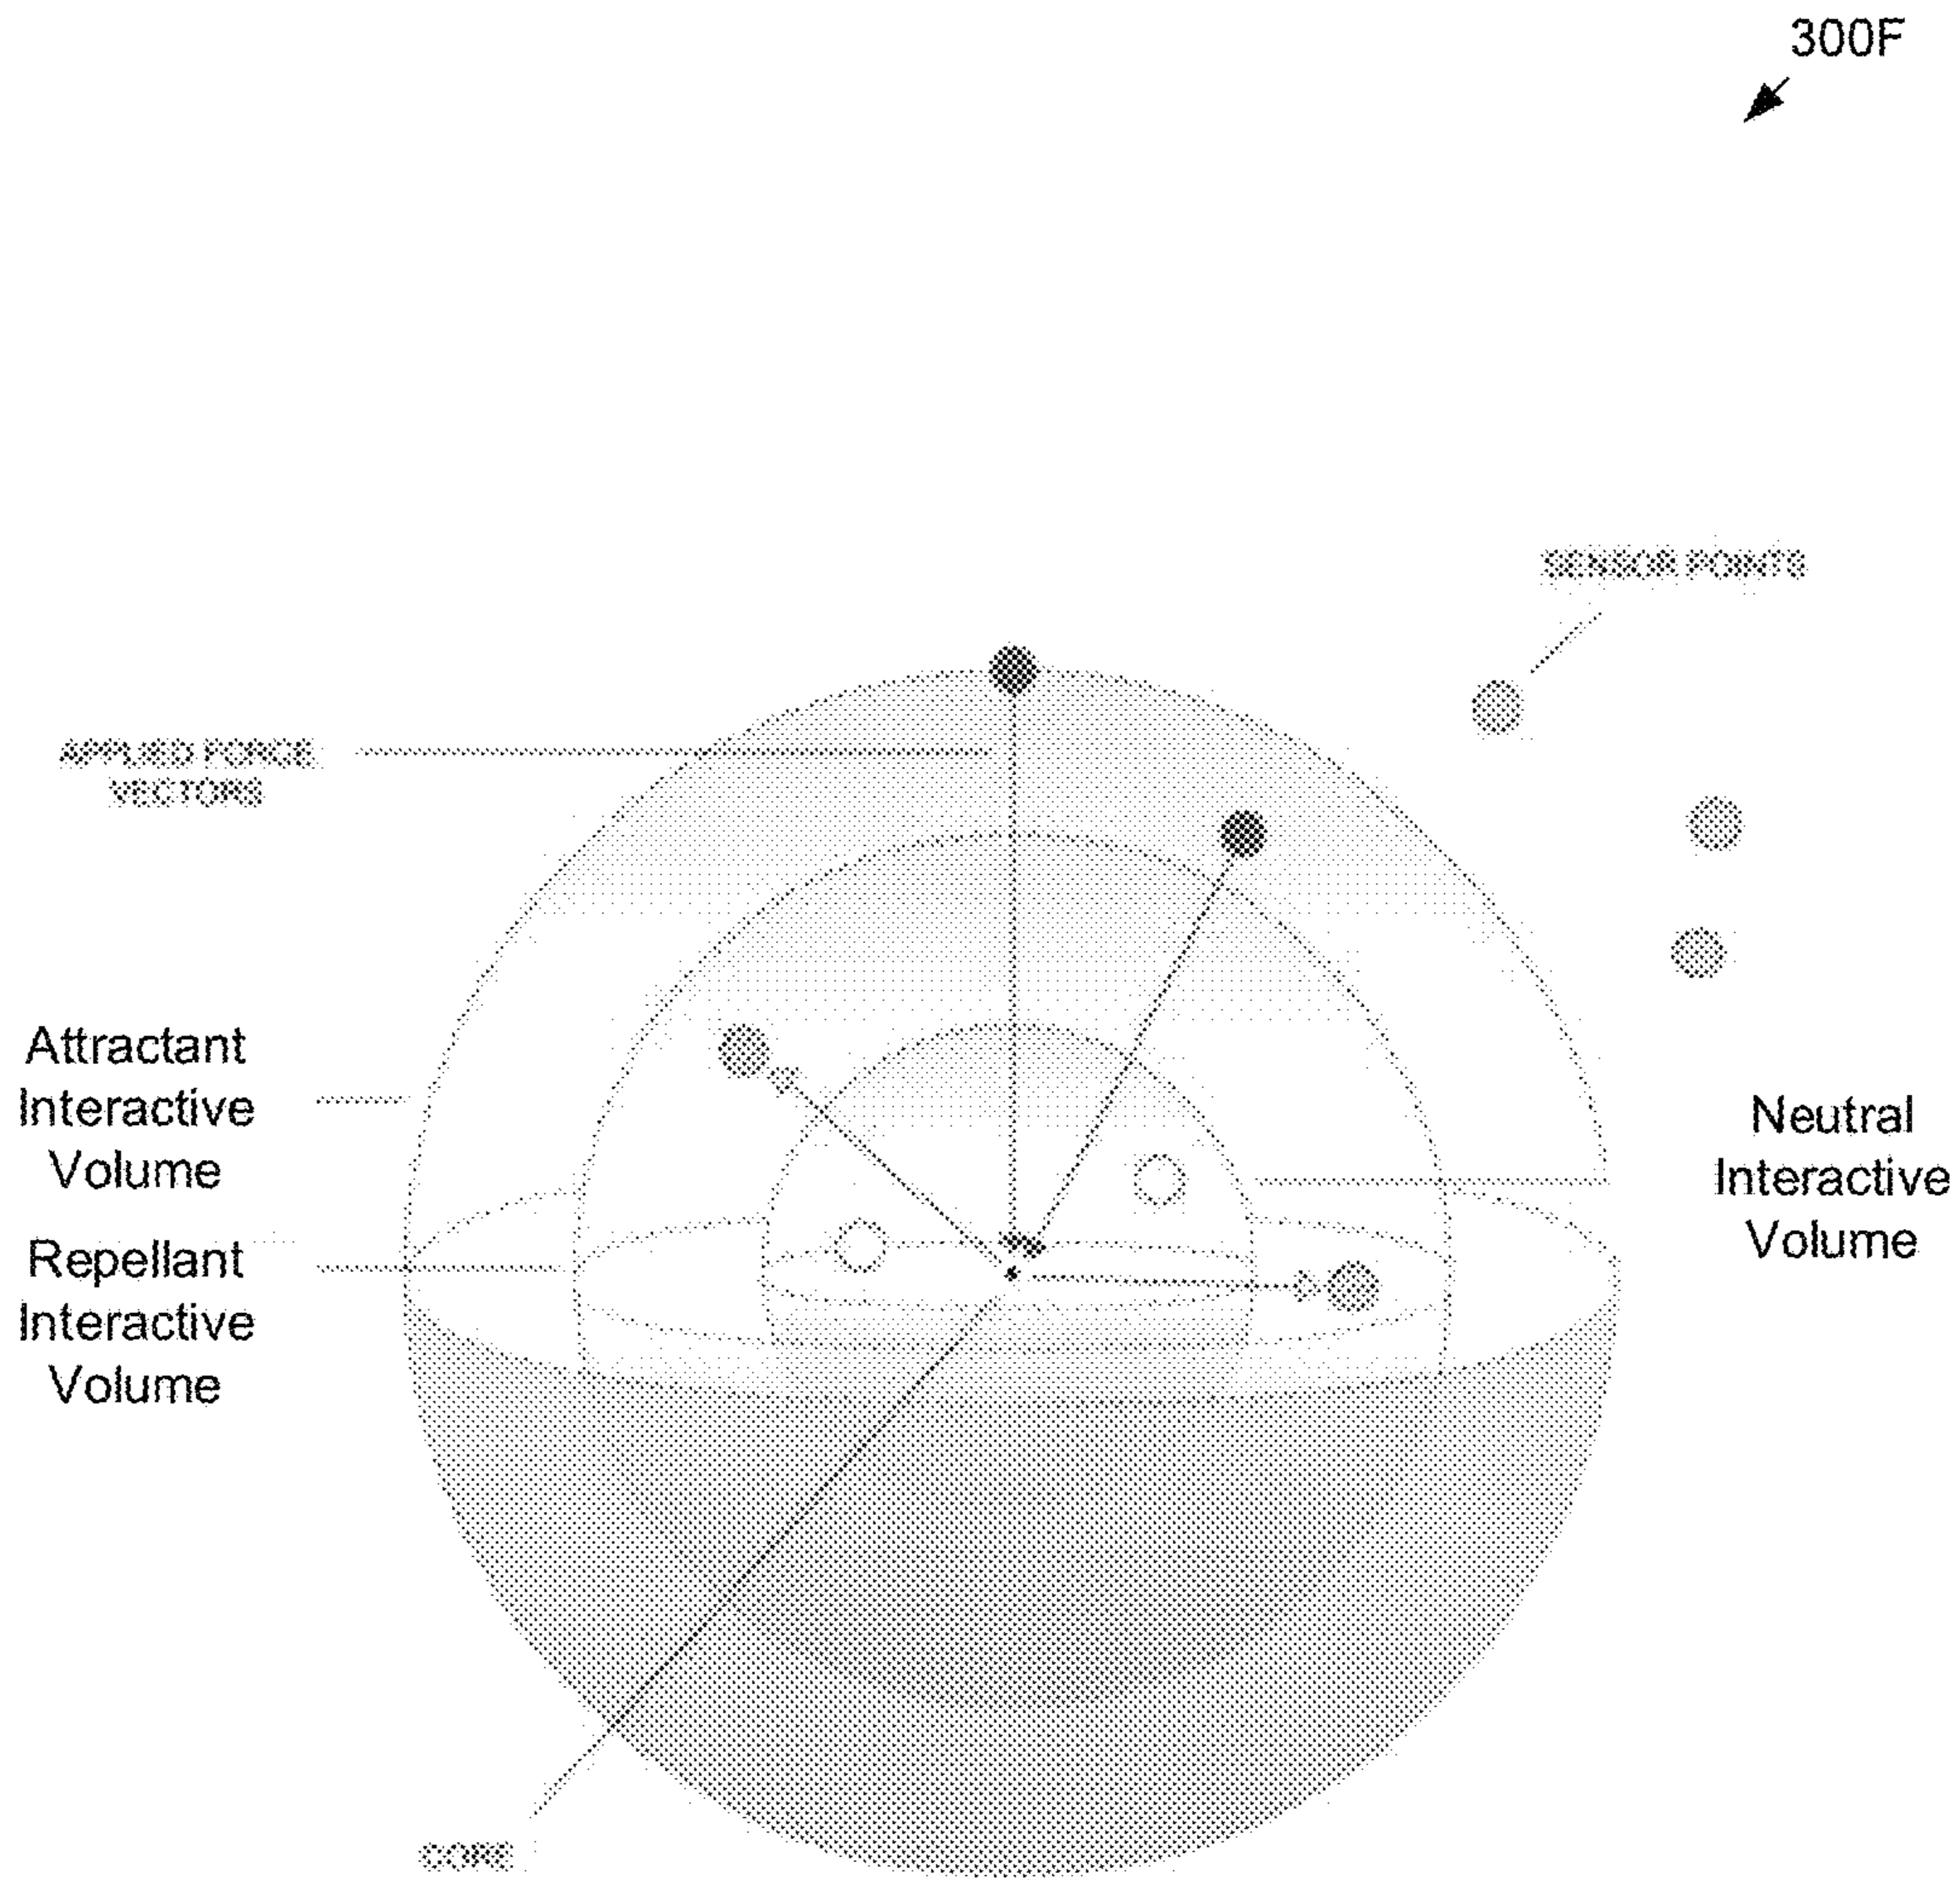 300F
SENSOR POINTS
APPLIED FORCE
VECTORS
Attractant
Interactive
Volume
Neutral
Interactive
Volume
Repellant
Interactive
Volume
CORE